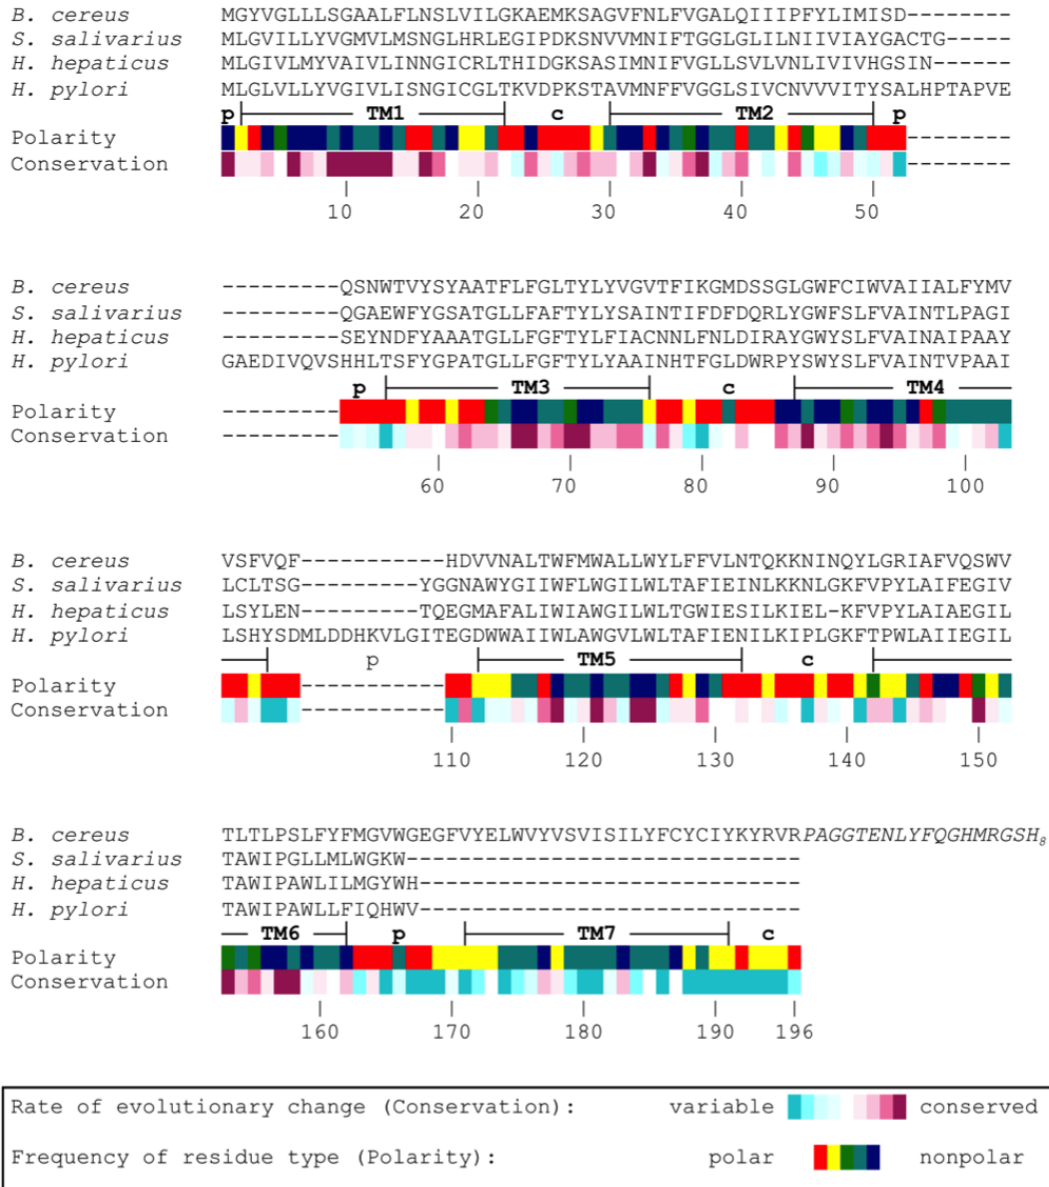 B. cereus MGYVGLLLSGAALFLNSLVILGKAEMKSAGVFNLFVGALQIIIPFYLIMISD--------
S. salivarius MLGVILLYVGMVLMSNGLHRLEGIPDKSNVVMNIFTGGLGLILNIIVIAYGACTG-----
H. hepaticus MLGIVLMYVAIVLINNGICRLTHIDGKSASIMNIFVGLLSVLVNLIVIVHGSIN------
H. pylori MLGLVLLYVGIVLISNGICGLTKVDPKSTAVMNFFVGGLSIVCNVVVITYSALHPTAPVE
p TM1 c TM2 p
Polarity --------
Conservation --------
10 20 30 40 50
B. cereus ---------QSNWTVYSYAATFLFGLTYLYVGVTFIKGMDSSGLGWFCIWVAIIALFYMV
S. salivarius ---------QGAEWFYGSATGLLFAFTYLYSAINTIFDFDQRLYGWFSLFVAINTLPAGI
H. hepaticus ---------SEYNDFYAAATGLLYGFTYLFIACNNLFNLDIRAYGWYSLFVAINAIPAAY
H. pylori GAEDIVQVSHHLTSFYGPATGLLFGFTYLYAAINHTFGLDWRPYSWYSLFVAINTVPAAI
p TM3 c TM4
Polarity ---------
Conservation ---------
60 70 80 90 100
B. cereus VSFVQF-----------HDVVNALTWFMWALLWYLFFVLNTQKKNINQYLGRIAFVQSWV
S. salivarius LCLTSG---------YGGNAWYGIIWFLWGILWLTAFIEINLKKNLGKFVPYLAIFEGIV
H. hepaticus LSYLEN---------TQEGMAFALIWIAWGILWLTGWIESILKIEL-KFVPYLAIAEGIL
H. pylori LSHYSDMLDDHKVLGITEGDWWAIIWLAWGVLWLTAFIENILKIPLGKFTPWLAIIEGIL
p TM5 c
Polarity -----------
Conservation -----------
110 120 130 140 150
B. cereus TLTLPSLFYFMGVWGEGFVYELWVYVSVISILYFCYCIYKYRVRPAGGTENLYFQGHMRGSH8
S. salivarius TAWIPGLLMLWGKW------------------------------
H. hepaticus TAWIPAWLILMGYWH-----------------------------
H. pylori TAWIPAWLLFIQHWV-----------------------------
TM6 p TM7 c
Polarity
Conservation
160 170 180 190 196
Rate of evolutionary change (Conservation): variable conserved
Frequency of residue type (Polarity): polar nonpolar